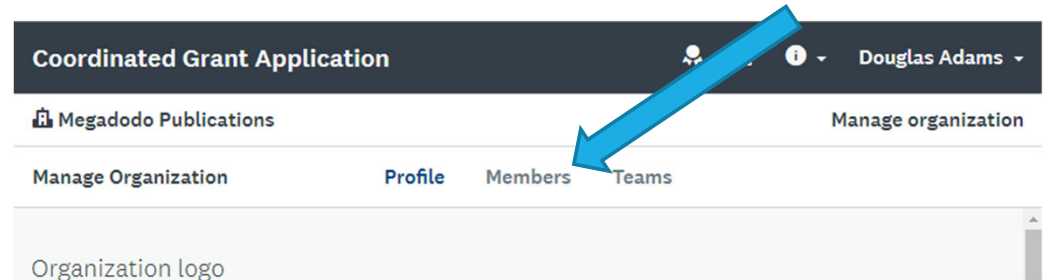 Coordinated Grant Application Douglas Adams
Megadodo Publications Manage organization
Manage Organization Profile Members Teams
Organization logo